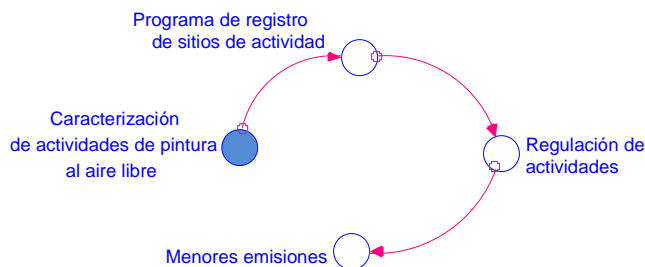 Programa de registro
de sitios de actividad
Caracterización
de actividades de pintura
al aire libre
Regulación de
actividades
Menores emisiones